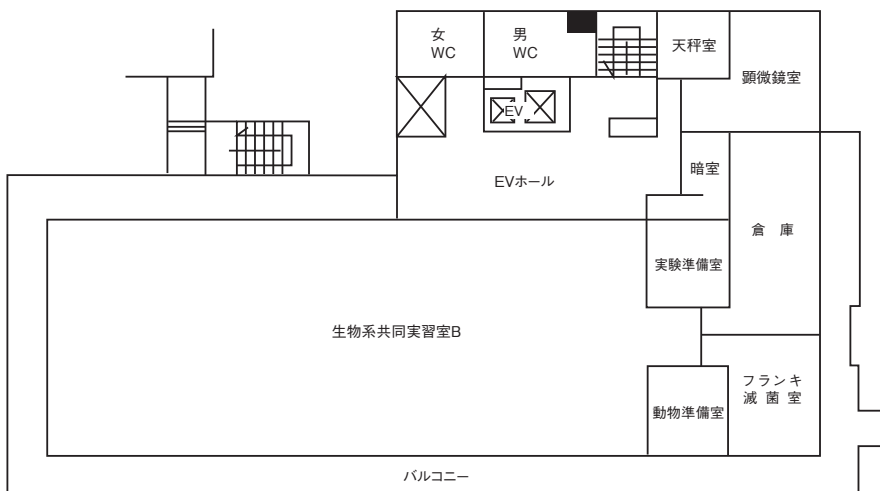 女
WC
男
WC
天秤室
顕微鏡室
EV
暗室
EVホール
倉　庫
実験準備室
生物系共同実習室B
フランキ
滅 菌 室
動物準備室
バルコニー